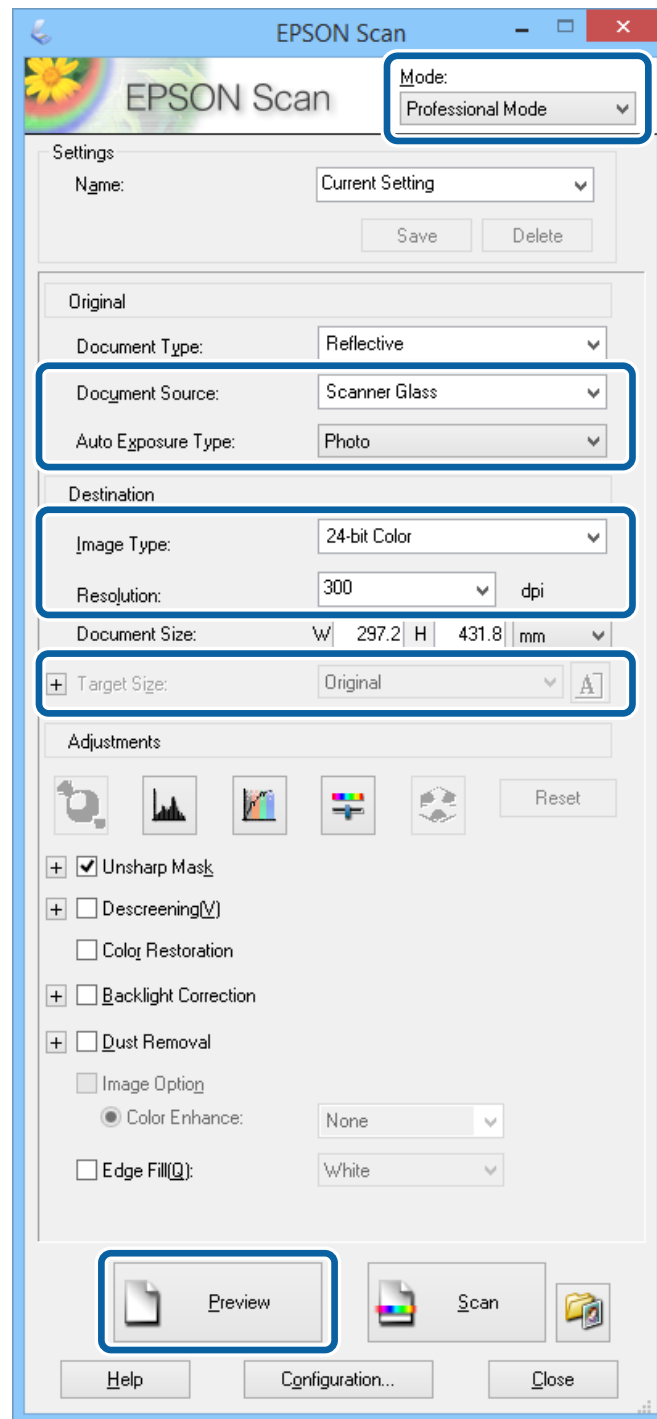 EPSON Scan
EPSON Scan
Mode:
Professional Mode
Settings
Name: Current Setting
Save Delete
Original
Document Type: Reflective
Document Source: Scanner Glass
Auto Exposure Type: Photo
Destination
Image Type: 24-bit Color
Resolution: 300 dpi
Document Size: W 297.2 H 431.8 mm
+ Target Size: Original A
Adjustments
Reset
+ Unsharp Mask
+ Descreening(V)
Color Restoration
+ Backlight Correction
+ Dust Removal
Image Option
Color Enhance: None
Edge Fill(Q): White
Preview Scan
Help Configuration... Close